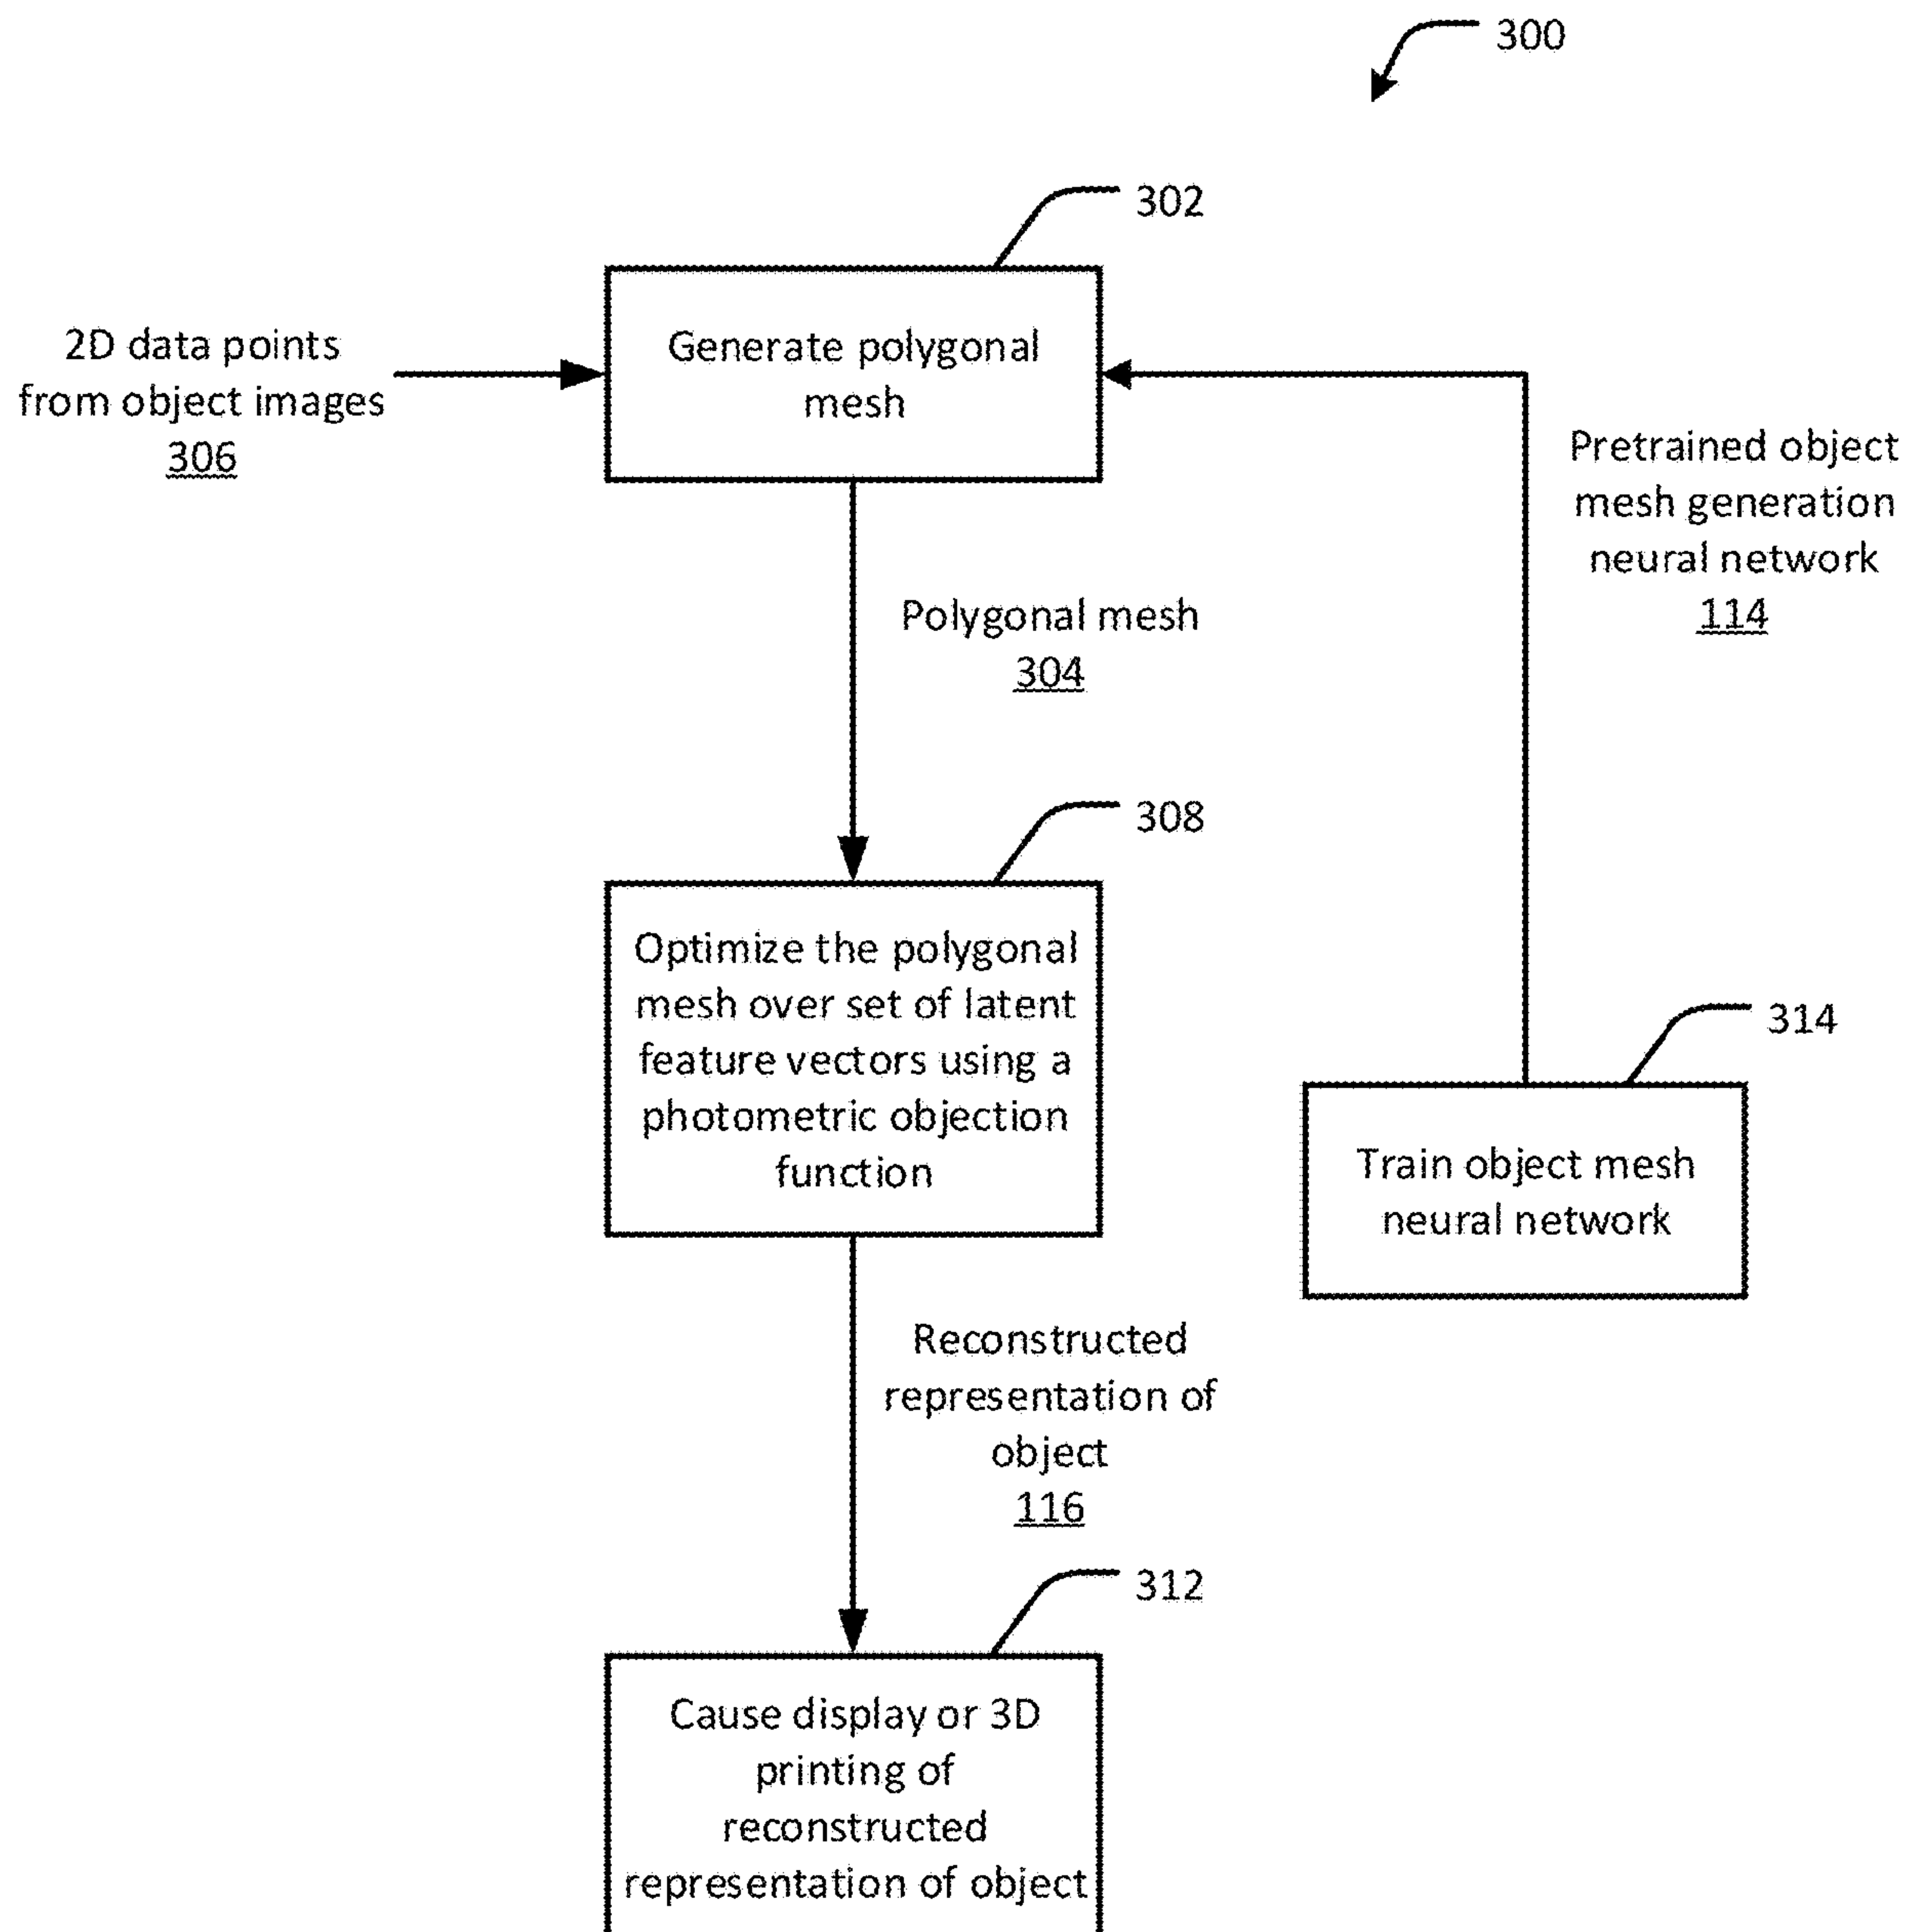 300
302
2D data points
from object images
306
Generate polygonal
mesh
Pretrained object
mesh generation
neural network
114
Polygonal mesh
304
308
Optimize the polygonal
mesh over set of latent
feature vectors using a
photometric objection
function
314
Train object mesh
neural network
Reconstructed
representation of
object
116
312
Cause display or 3D
printing of
reconstructed
representation of object